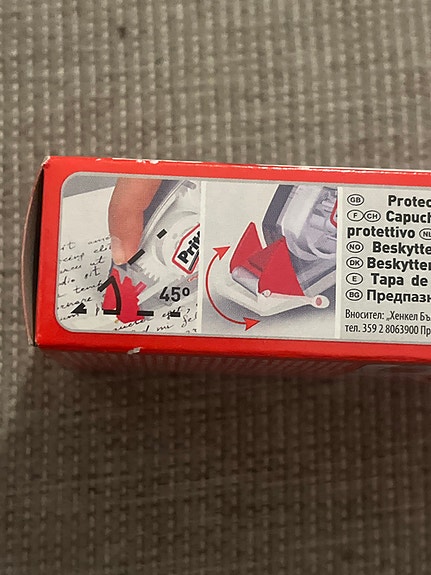 Prit
45°
GB Protec
F CH Capuch
protettivo NL
NO Beskytte
DK Beskytter
E Tapa de
BG Предпазн
Вносител: „Хенкел Бъ
тел. 359 2 8063900 Пр